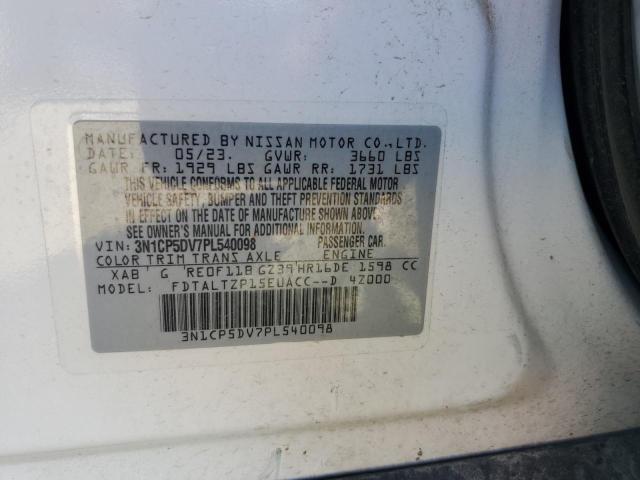 MANUFACTURED BY NISSAN MOTOR CO.,LTD.
DATE: 05/23. GVWR: 3660 LBS
GAWR FR: 1929 LBS GAWR RR: 1731 LBS
THIS VEHICLE CONFORMS TO ALL APPLICABLE FEDERAL MOTOR
VEHICLE SAFETY, BUMPER AND THEFT PREVENTION STANDARDS
IN EFFECT ON THE DATE OF MANUFACTURE SHOWN ABOVE.
SEE OWNER'S MANUAL FOR ADDITIONAL INFORMATION.
VIN: 3N1CP5DV7PL540098 PASSENGER CAR
COLOR TRIM TRANS AXLE ENGINE
XAB G RE0F11B GZ39 HR16DE 1598 CC
MODEL: FDTALTZP15EUACC--D 4Z000
3N1CP5DV7PL540098